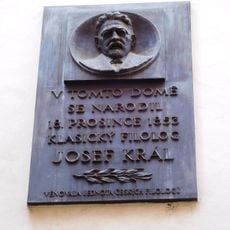 V TOMTO DOMĚ
SE NARODIL
18. PROSINCE 1853
KLASICKÝ FILOLOG
JOSEF KRÁL
VĚNOVALA JEDNOTA ČESKÝCH FILOLOGŮ